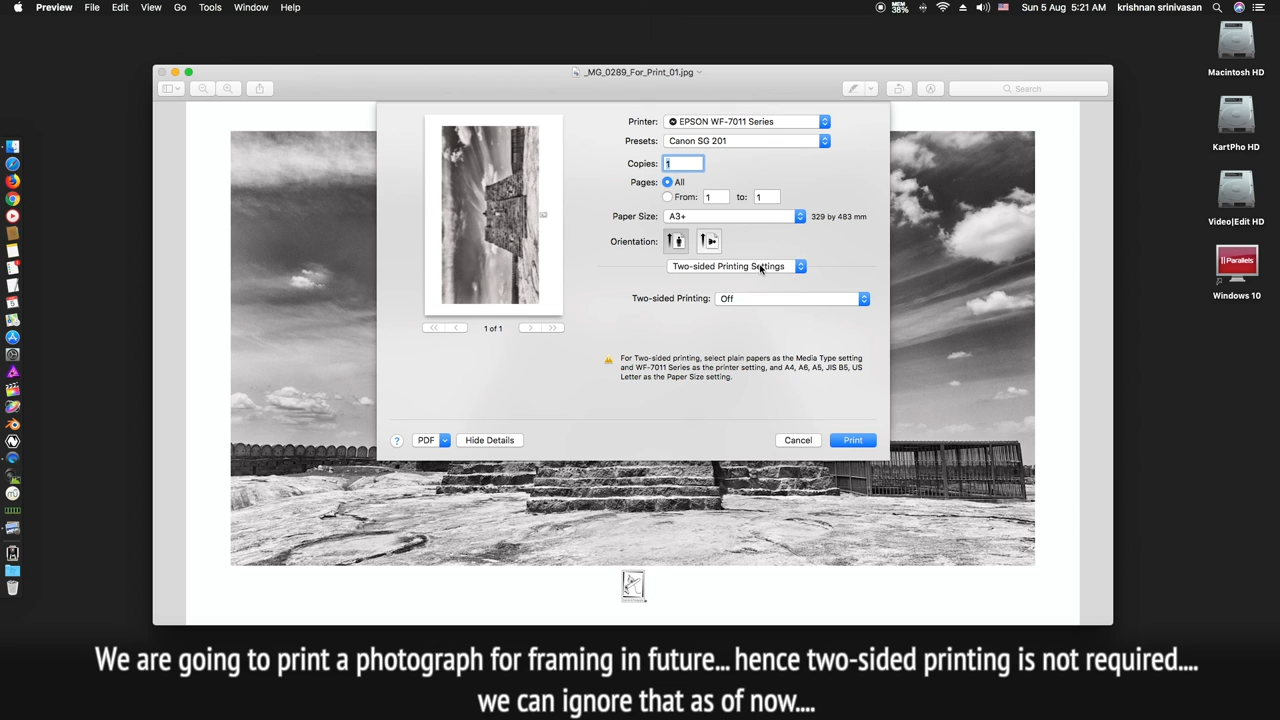 Preview File Edit View Go Tools Window Help MEM 38% Sun 5 Aug 5:21 AM krishnan srinivasan
_MG_0289_For_Print_01.jpg
Search
Macintosh HD
KartPho HD
Video|Edit HD
Parallels
Windows 10
Printer: EPSON WF-7011 Series
Presets: Canon SG 201
Copies: 1
Pages: All
From: 1 to: 1
Paper Size: A3+ 329 by 483 mm
Orientation:
Two-sided Printing Settings
Two-sided Printing: Off
1 of 1
For Two-sided printing, select plain papers as the Media Type setting
and WF-7011 Series as the printer setting, and A4, A6, A5, JIS B5, US
Letter as the Paper Size setting.
? PDF Hide Details Cancel Print
We are going to print a photograph for framing in future... hence two-sided printing is not required....
we can ignore that as of now....